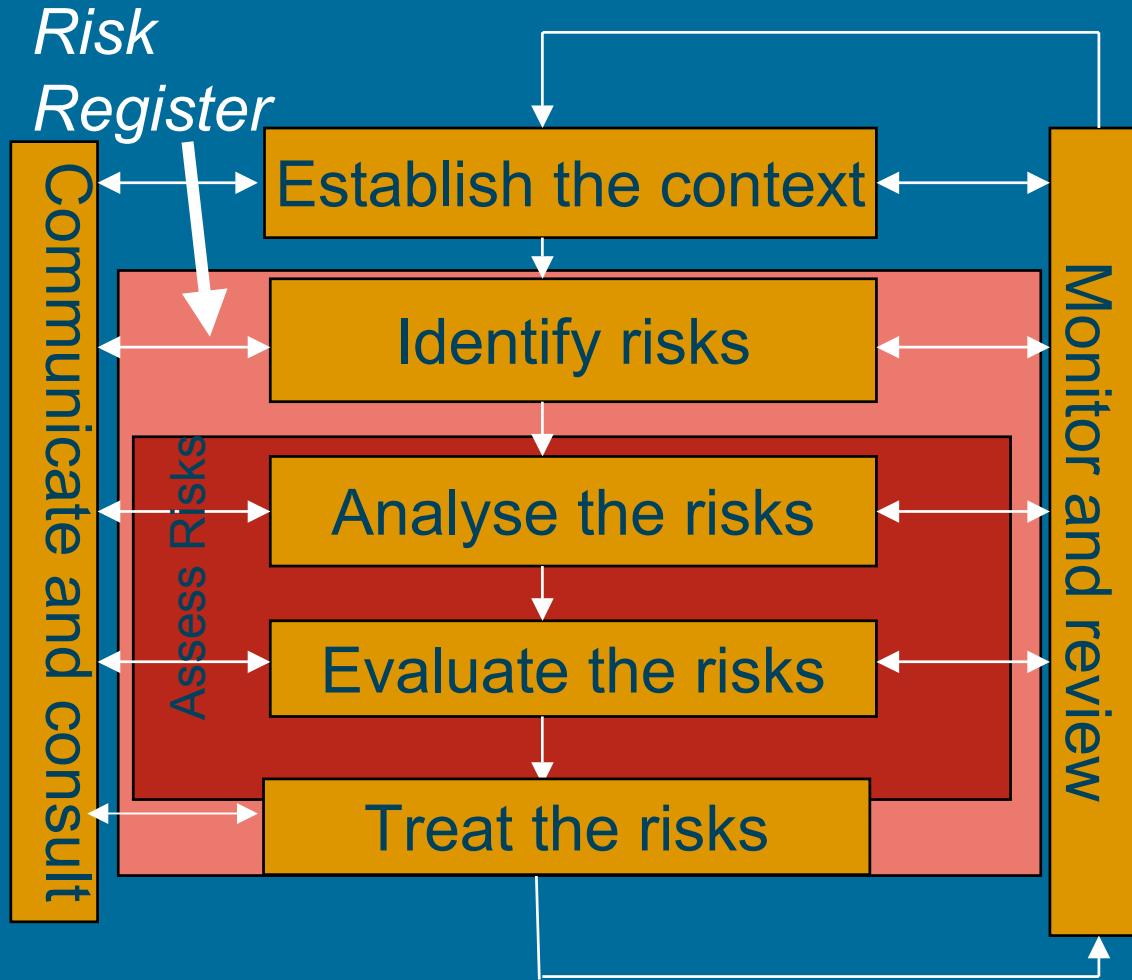 Risk
Register
Communicate and consult
Establish the context
Identify risks
Assess Risks
Analyse the risks
Evaluate the risks
Treat the risks
Monitor and review